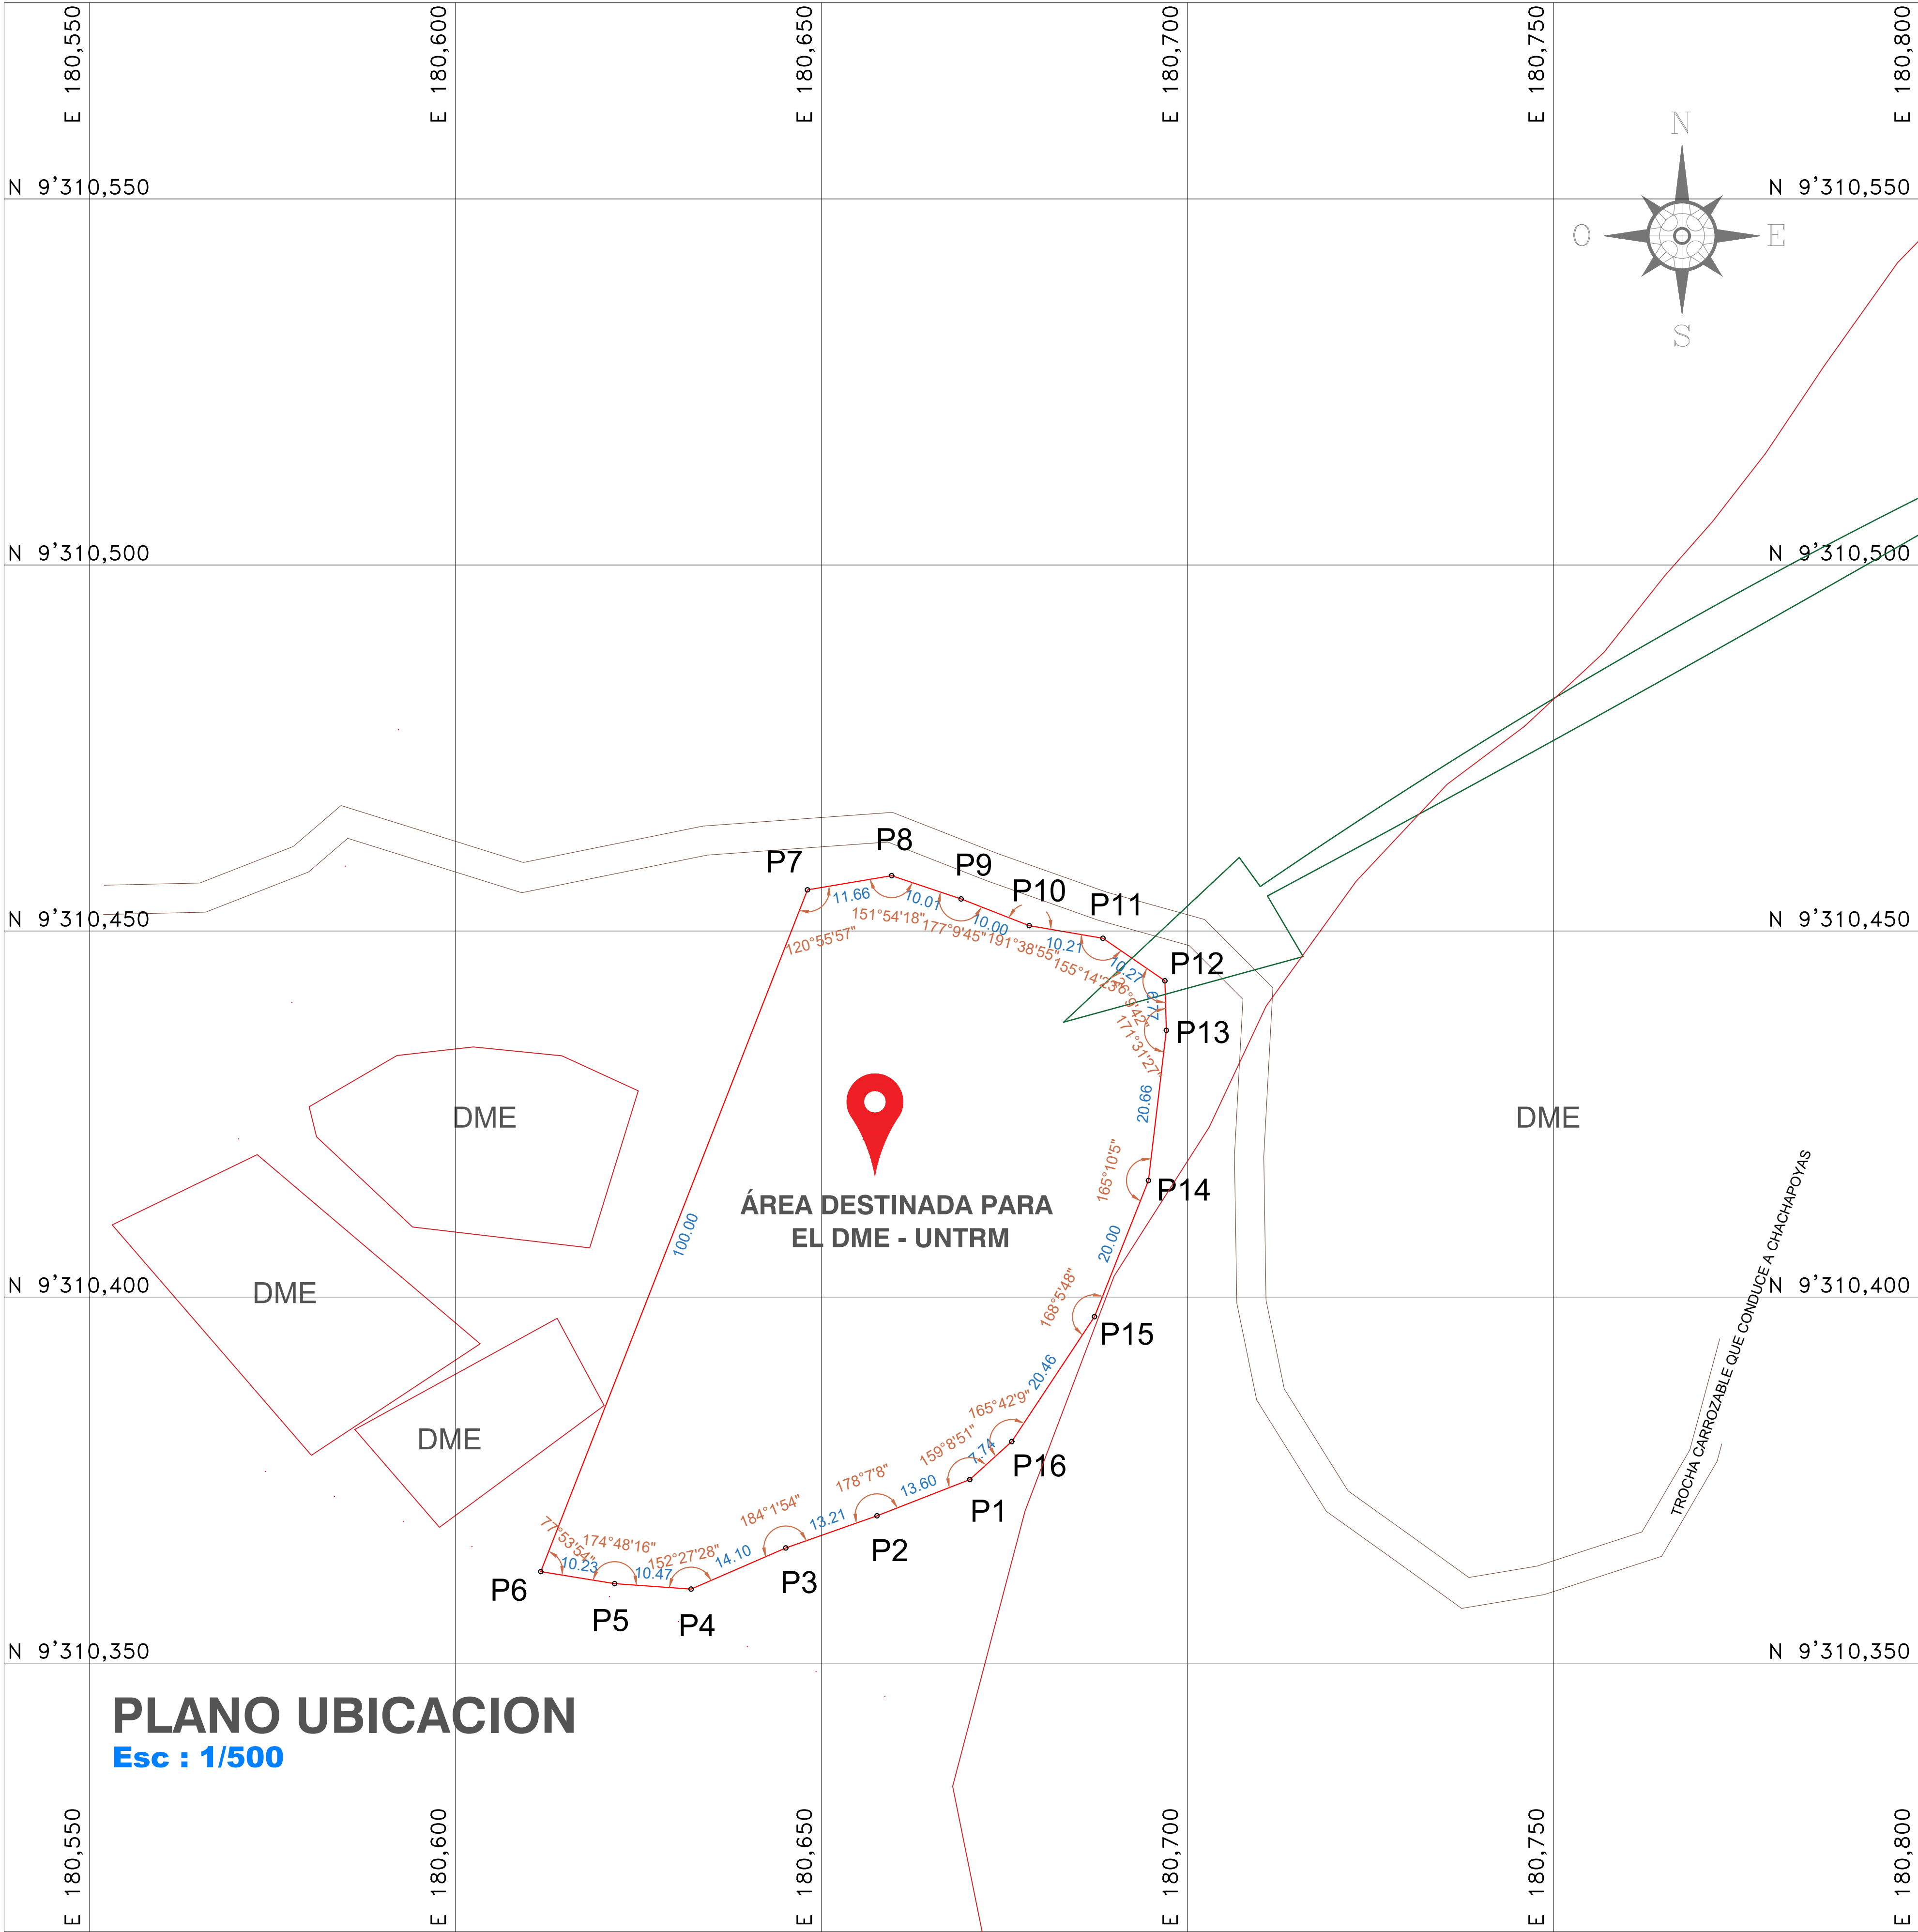 E 180,550
E 180,600
E 180,650
E 180,700
E 180,750
E 180,800
N
O
E
S
N 9'310,550
N 9'310,550
N 9'310,500
N 9'310,500
P8
P7
P9
P10
P11
11.66
10.01
10.00
10.21
10.27
6.77
151°54'18"
177°9'45"
191°38'55"
155°14'23"
120°55'57"
171°31'27"
N 9'310,450
N 9'310,450
P12
P13
20.66
DME
DME
165°10'5"
P14
ÁREA DESTINADA PARA
EL DME - UNTRM
100.00
20.00
TROCHA CARROZABLE QUE CONDUCE A CHACHAPOYAS
DME
N 9'310,400
N 9'310,400
168°5'48"
P15
20.46
165°42'9"
DME
159°8'51"
7.74
P16
178°7'8"
13.60
P1
184°1'54"
13.21
P2
77°53'54"
174°48'16"
152°27'28"
14.10
10.23
10.47
P3
P6
P5
P4
N 9'310,350
N 9'310,350
PLANO UBICACION
Esc : 1/500
E 180,550
E 180,600
E 180,650
E 180,700
E 180,750
E 180,800